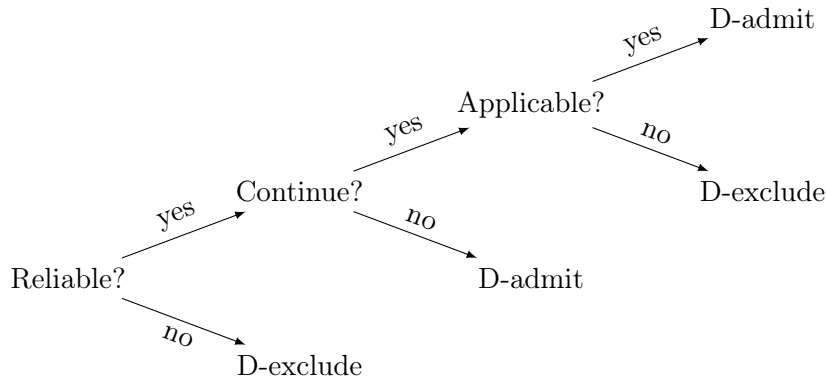 D-admit
yes
Applicable?
yes
no
Continue?
D-exclude
yes
no
Reliable?
D-admit
no
D-exclude